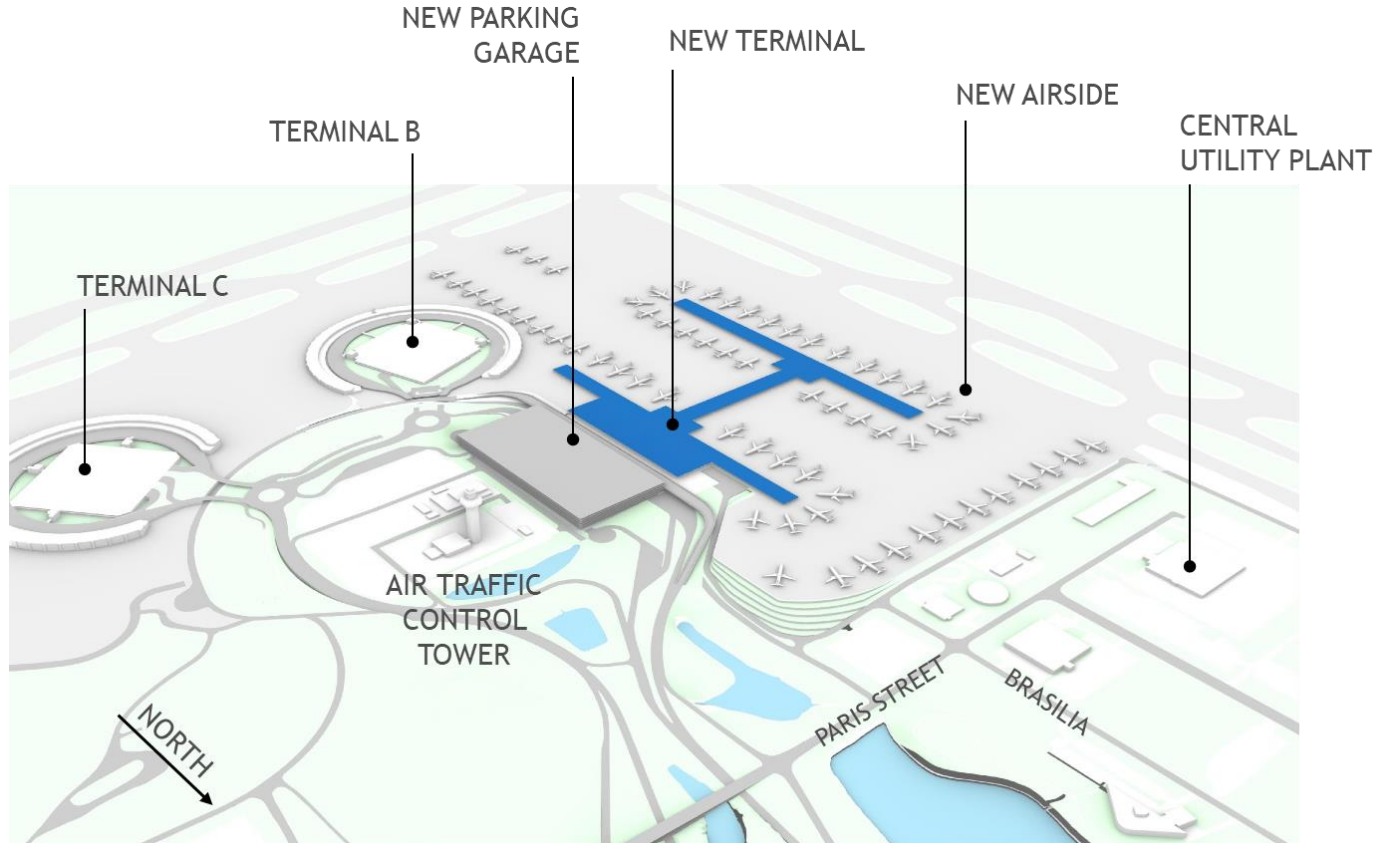 NEW PARKING
GARAGE
NEW TERMINAL
NEW AIRSIDE
TERMINAL B
CENTRAL
UTILITY PLANT
TERMINAL C
AIR TRAFFIC
CONTROL
TOWER
PARIS STREET
BRASILIA
NORTH